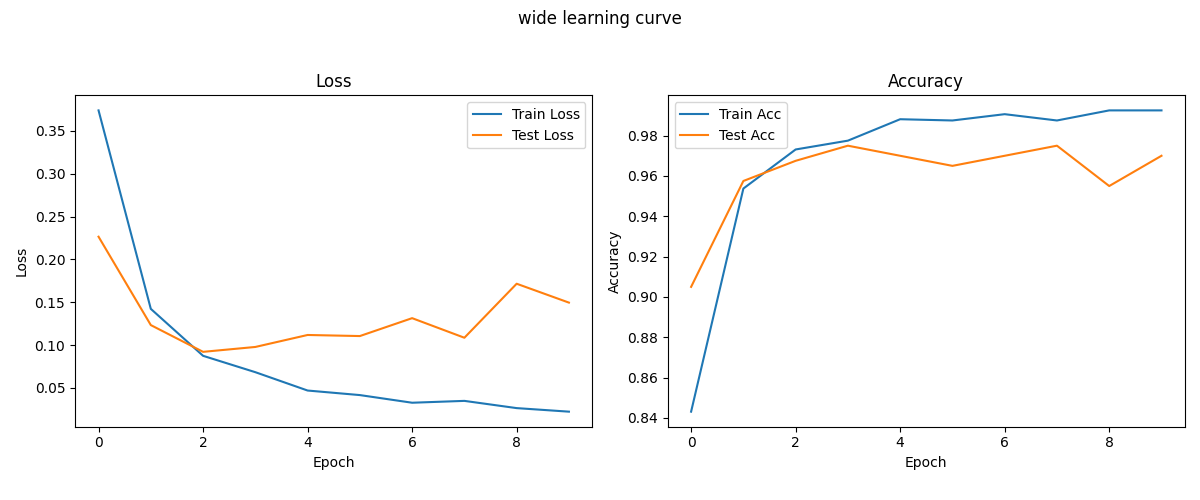 wide learning curve
Loss
Train Loss
Test Loss
0.35
0.30
0.25
0.20
0.15
0.10
0.05
0 2 4 6 8
Epoch
Loss
Accuracy
Train Acc
Test Acc
0.98
0.96
0.94
0.92
0.90
0.88
0.86
0.84
0 2 4 6 8
Epoch
Accuracy